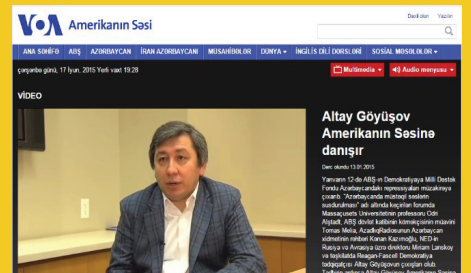 VOA Amerikanın Səsi
Daxil olun Yazılın
ANA SƏHİFƏ ABŞ AZƏRBAYCAN İRAN AZƏRBAYCANI MÜSAHİBƏLƏR DÜNYA İNGİLİS DİLİ DƏRSLƏRİ SOSİAL MƏSƏLƏLƏR
çərşənbə günü, 17 İyun, 2015 Yerli vaxt 19:28
Multimedia Audio menyusu
VİDEO
Altay Göyüşov
Amerikanın Səsinə
danışır
Dərc olundu 13.01.2015
Yanvarın 12-də ABŞ-ın Demokratiyaya Milli Dəstək
Fondu Azərbaycandakı repressiyaları müzakirəyə
çıxarıb. "Azərbaycanda müstəqil səslərin
susdurulması" adı altında keçirilən forumda
Massaçusets Universitetinin professoru Odri
Alştadt, ABŞ dövlət katibinin köməkçisinin müavini
Tomas Melia, AzadlıqRadiosunun Azərbaycan
xidmətinin rəhbəri Kənan Kazımoğlu, NED-in
Rusiya və Avrasiya üzrə direktoru Miriam Lanskoy
və təşkilatda Reagan-Fascell Demokratiya
tədqiqatçısı Altay Göyüşovun çıxışları olub.